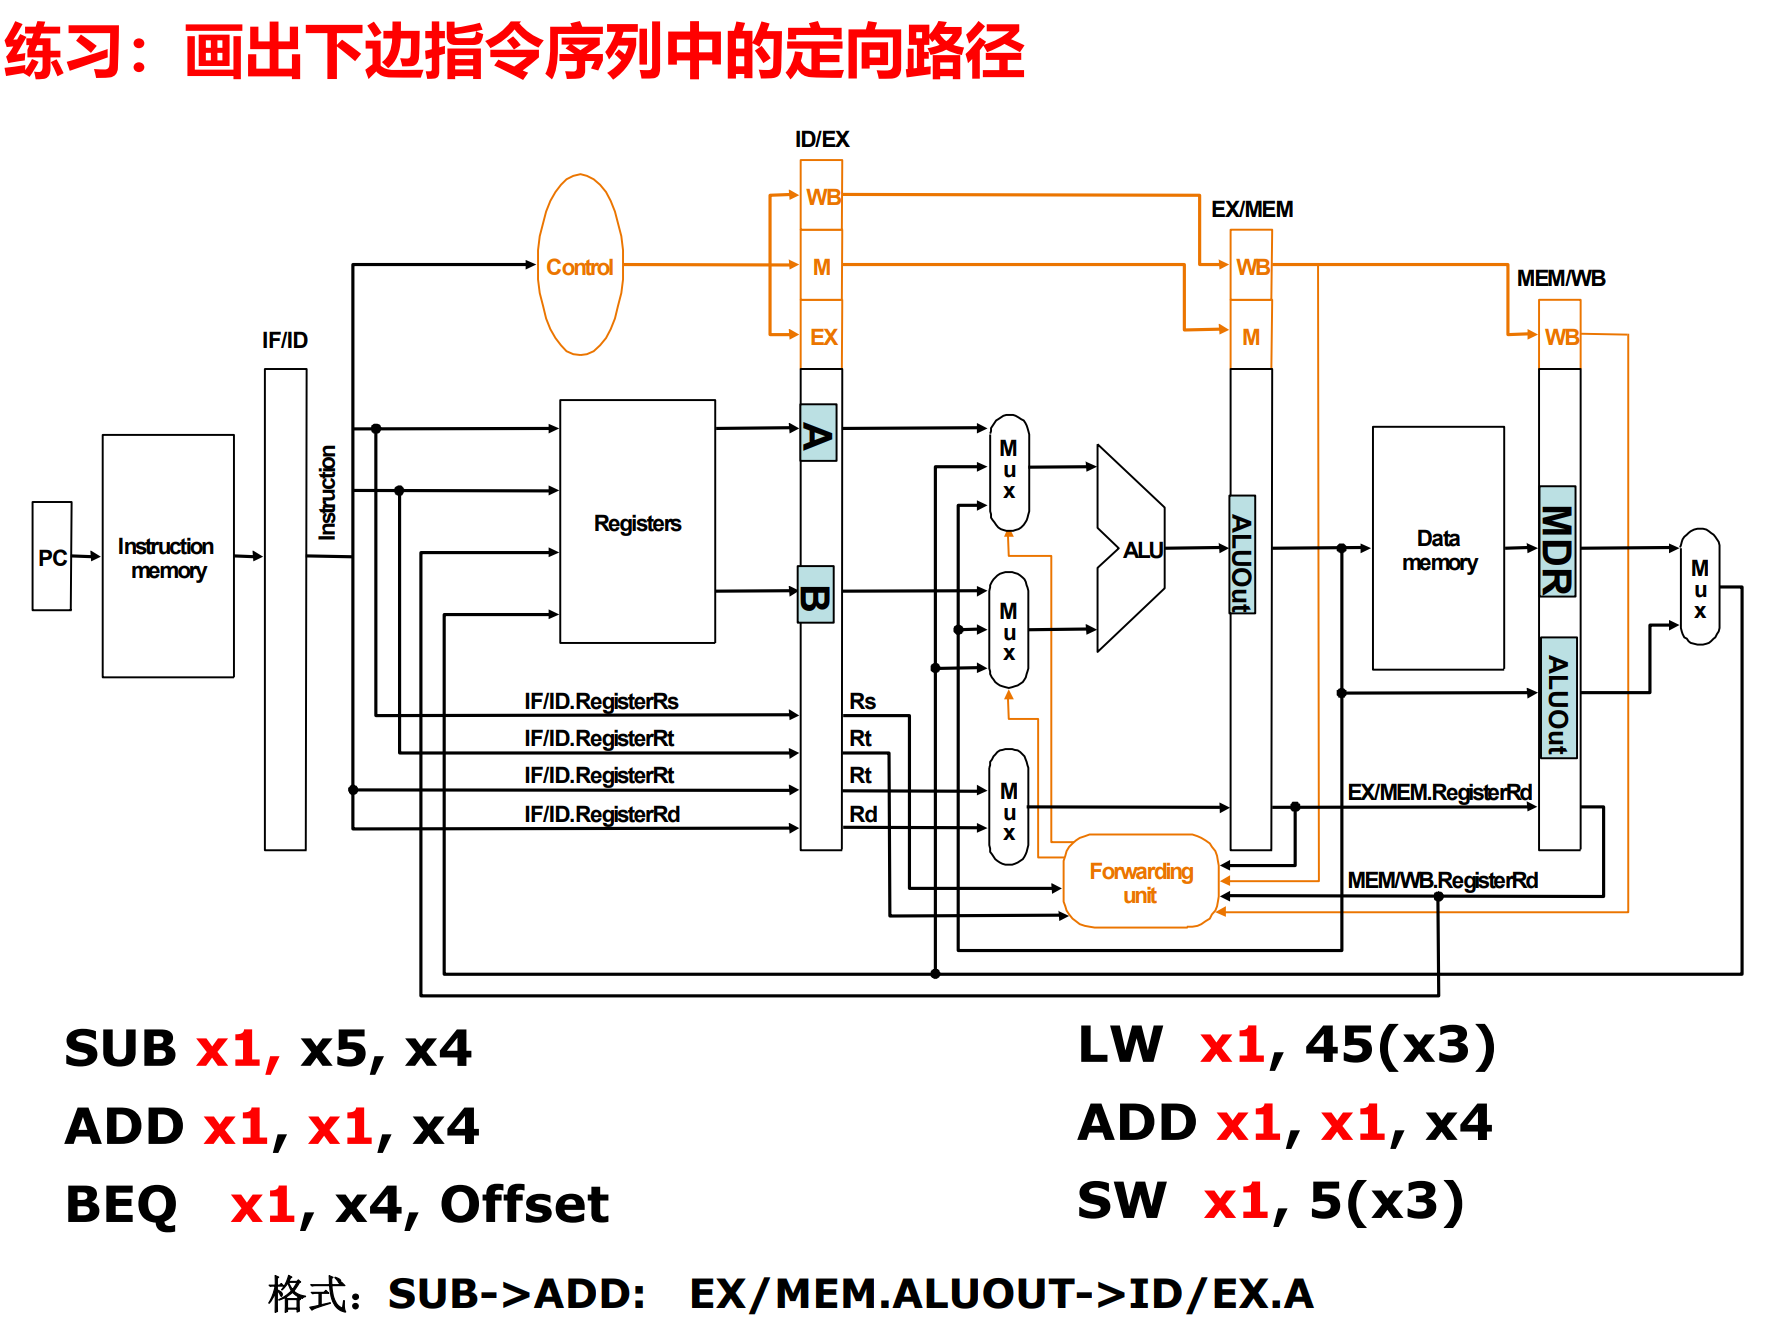 练习：画出下边指令序列中的定向路径
ID/EX
WB
M
EX
EX/MEM
WB
M
MEM/WB
WB
Control
IF/ID
Instruction
PC
Instruction
memory
Registers
A
B
M
u
x
M
u
x
M
u
x
ALU
ALUOut
Data
memory
MDR
ALUOut
M
u
x
IF/ID.RegisterRs
IF/ID.RegisterRt
IF/ID.RegisterRt
IF/ID.RegisterRd
Rs
Rt
Rt
Rd
EX/MEM.RegisterRd
Forwarding
unit
MEM/WB.RegisterRd
SUB x1, x5, x4
ADD x1, x1, x4
BEQ x1, x4, Offset
LW x1, 45(x3)
ADD x1, x1, x4
SW x1, 5(x3)
格式：SUB->ADD: EX/MEM.ALUOUT->ID/EX.A